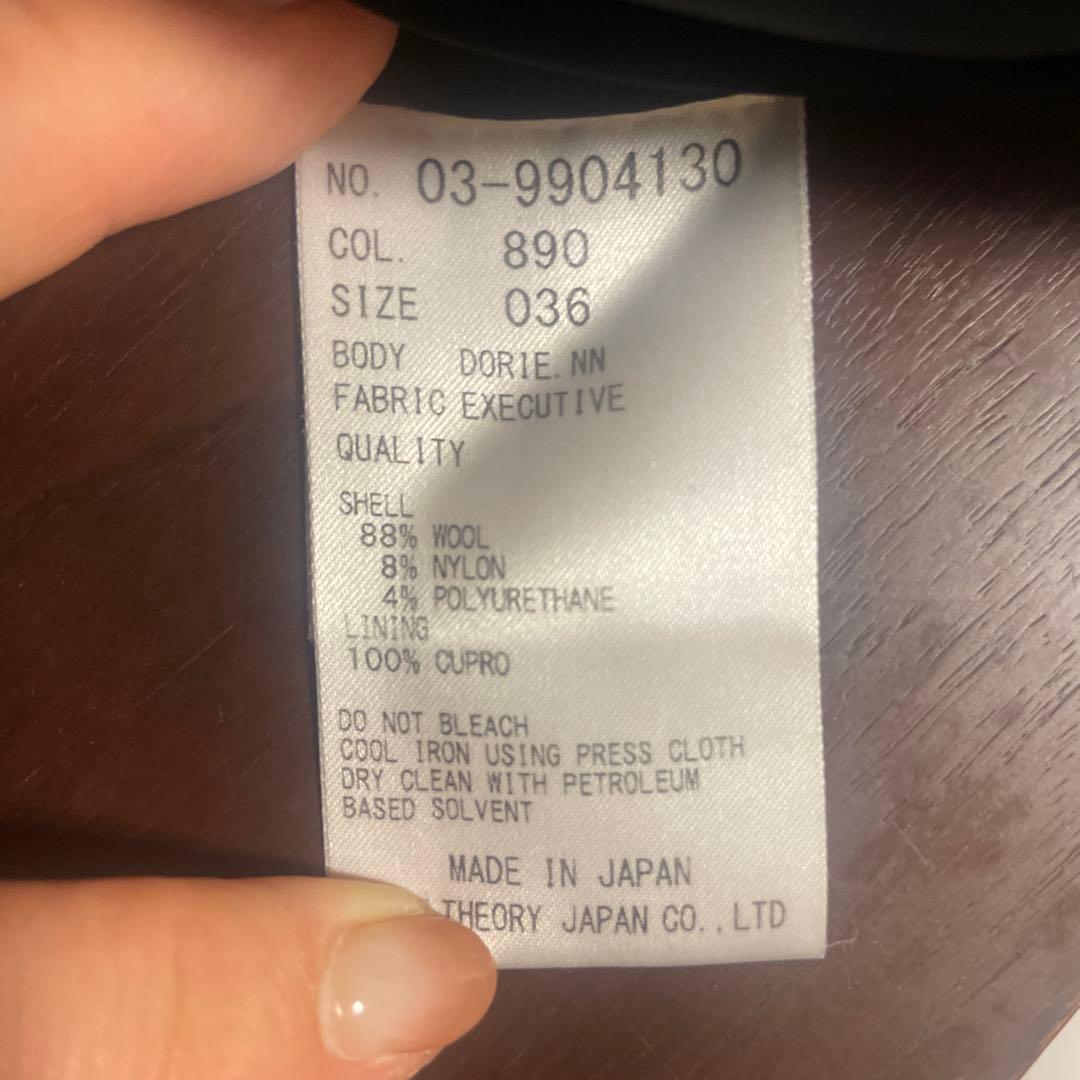 NO. 03-9904130
COL. 890
SIZE 036
BODY DORIE.NN
FABRIC EXECUTIVE
QUALITY
SHELL
88% WOOL
8% NYLON
4% POLYURETHANE
LINING
100% CUPRO
DO NOT BLEACH
COOL IRON USING PRESS CLOTH
DRY CLEAN WITH PETROLEUM
BASED SOLVENT
MADE IN JAPAN
THEORY JAPAN CO.,LTD